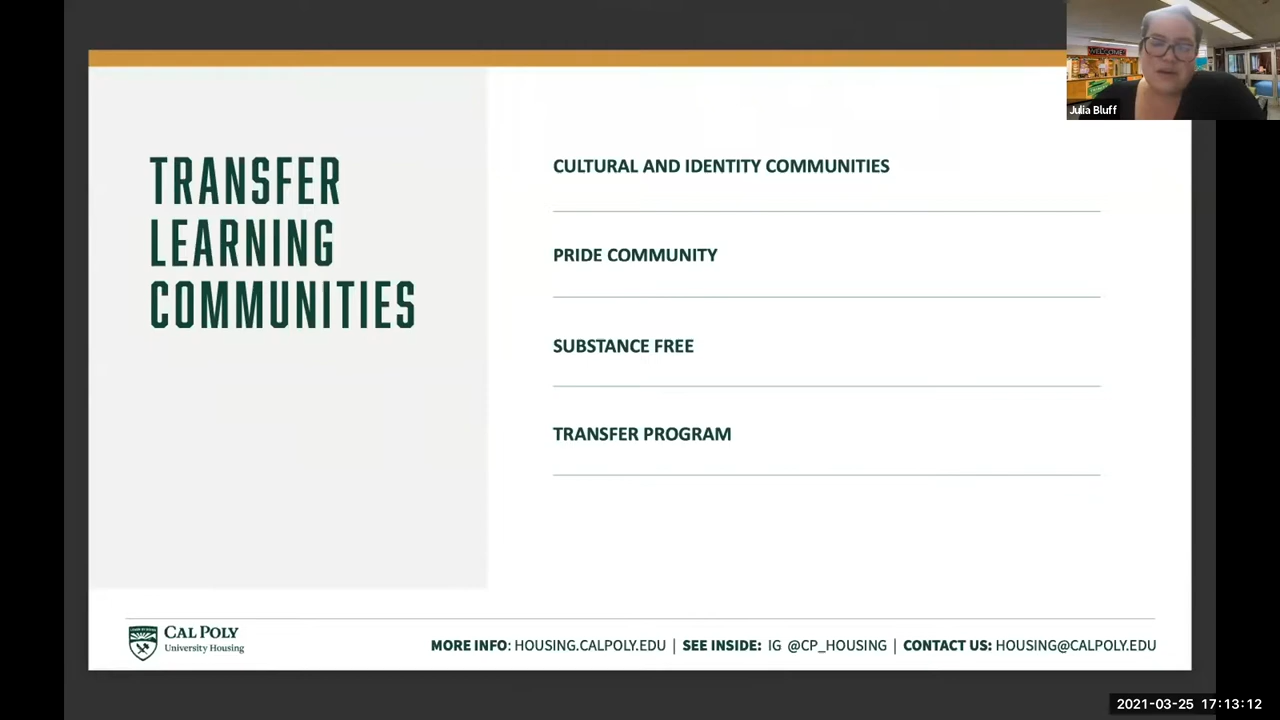 WELCOME
Julia Bluff
TRANSFER
LEARNING
COMMUNITIES
CULTURAL AND IDENTITY COMMUNITIES
PRIDE COMMUNITY
SUBSTANCE FREE
TRANSFER PROGRAM
CAL POLY
University Housing
MORE INFO: HOUSING.CALPOLY.EDU | SEE INSIDE: IG @CP_HOUSING | CONTACT US: HOUSING@CALPOLY.EDU
2021-03-25 17:13:12